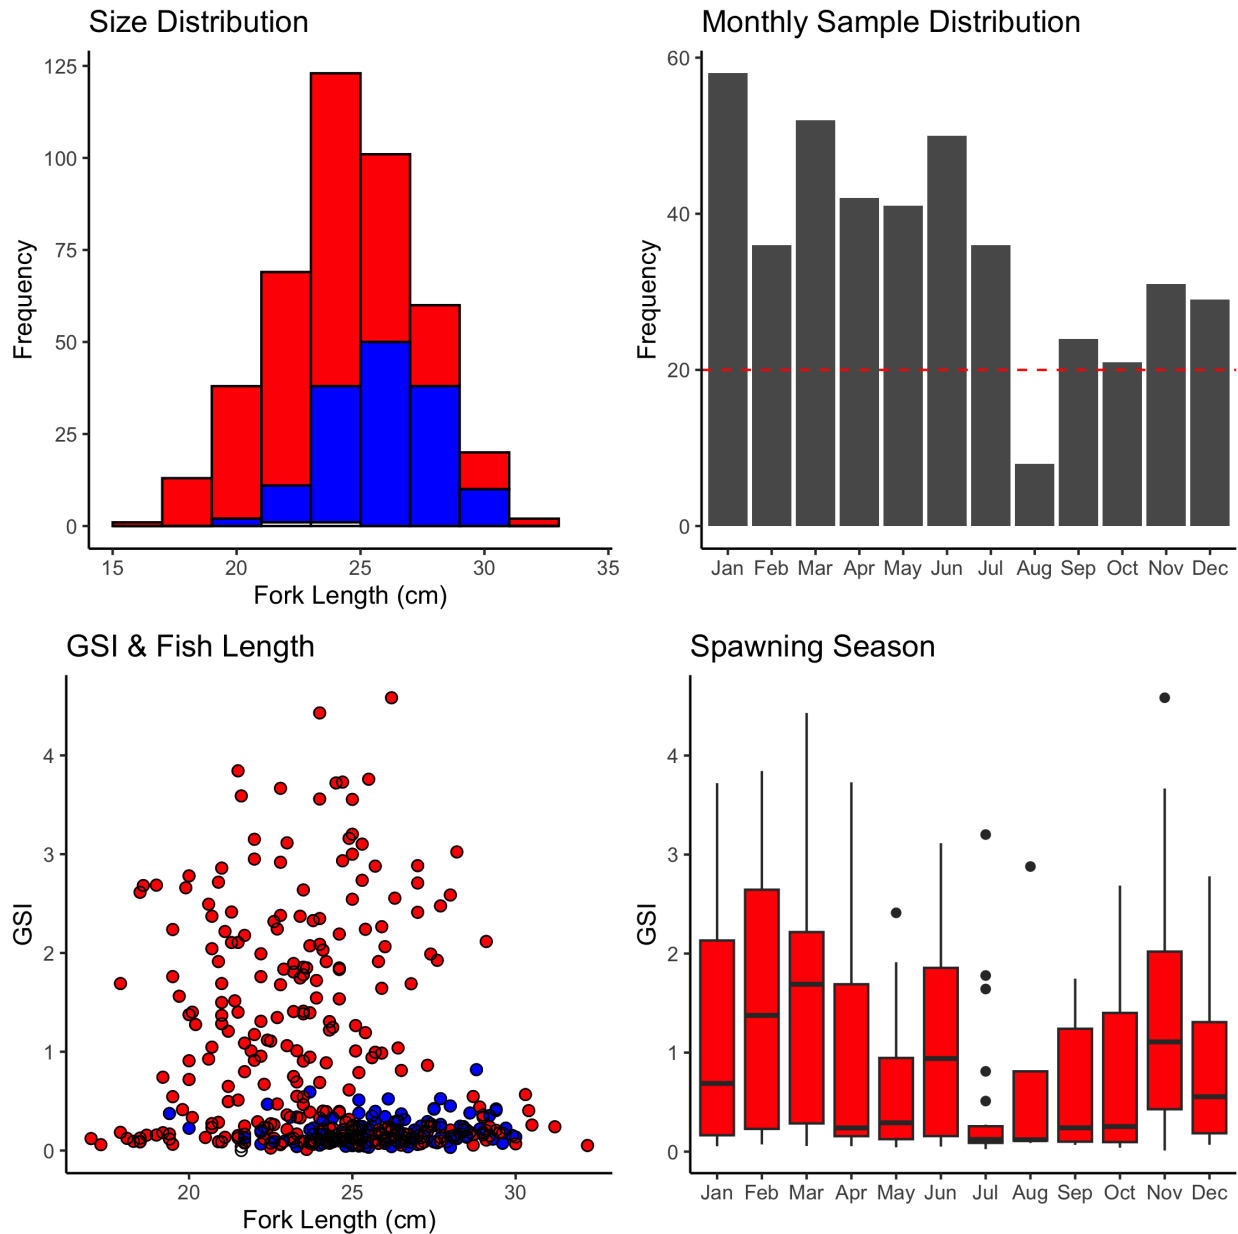 Size Distribution
Frequency
125
100
75
50
25
0
15 20 25 30 35
Fork Length (cm)
Monthly Sample Distribution
Frequency
60
40
20
0
Jan Feb Mar Apr May Jun Jul Aug Sep Oct Nov Dec
GSI & Fish Length
GSI
4
3
2
1
0
20 25 30
Fork Length (cm)
Spawning Season
GSI
4
3
2
1
0
Jan Feb Mar Apr May Jun Jul Aug Sep Oct Nov Dec